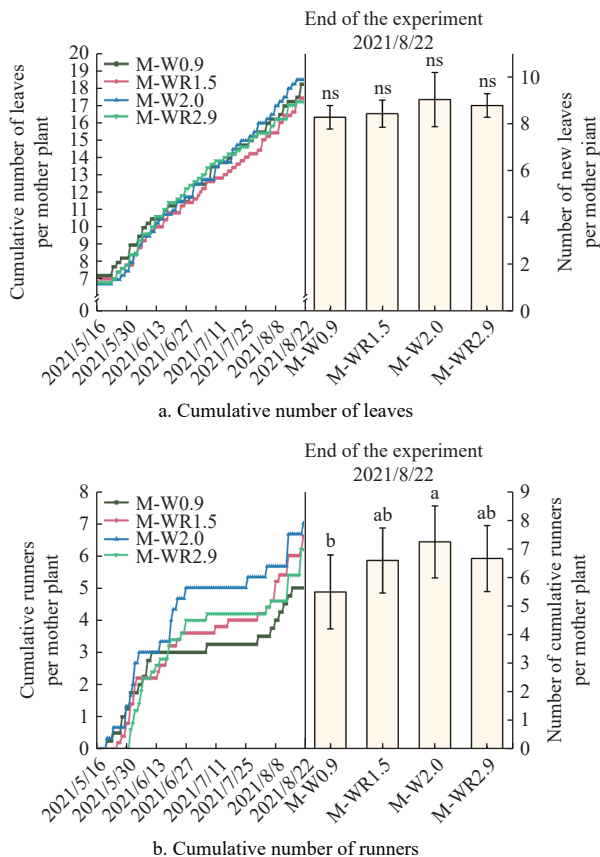 End of the experiment
2021/8/22
20
19
18
17
16
15
14
13
12
11
10
9
8
7
0
Cumulative number of leaves
per mother plant
M-W0.9
M-WR1.5
M-W2.0
M-WR2.9
ns
ns
ns
ns
10
8
6
4
2
0
Number of new leaves
per mother piant
2021/5/16
2021/5/30
2021/6/13
2021/6/27
2021/7/11
2021/7/25
2021/8/8
2021/8/22
M-W0.9
M-WR1.5
M-W2.0
M-WR2.9
a. Cumulative number of leaves
End of the experiment
2021/8/22
8
7
6
5
4
3
2
1
0
Cumulative runners
per mother plant
M-W0.9
M-WR1.5
M-W2.0
M-WR2.9
b
ab
a
ab
9
8
7
6
5
4
3
2
1
0
Number of cumulative runners
per mother plant
2021/5/16
2021/5/30
2021/6/13
2021/6/27
2021/7/11
2021/7/25
2021/8/8
2021/8/22
M-W0.9
M-WR1.5
M-W2.0
M-WR2.9
b. Cumulative number of runners